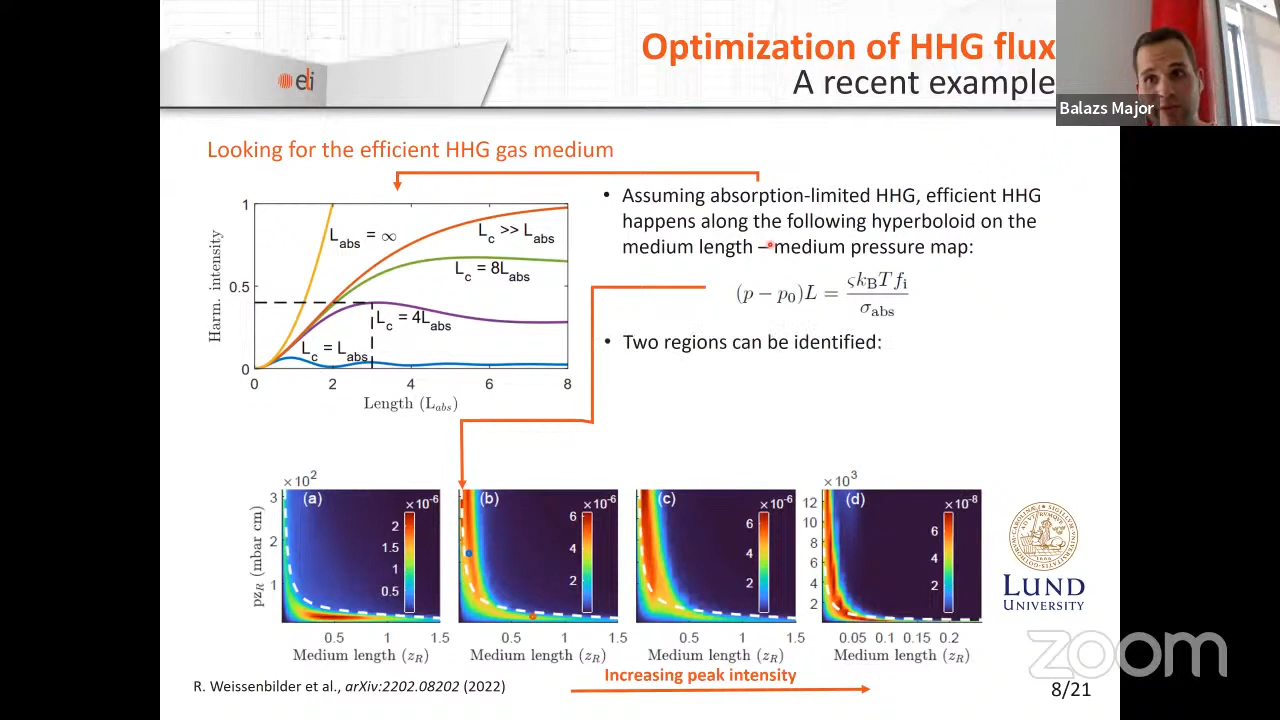 Optimization of HHG flux
A recent example
eli
Balazs Major
Looking for the efficient HHG gas medium
• Assuming absorption-limited HHG, efficient HHG
happens along the following hyperboloid on the
medium length – medium pressure map:
(p − p₀)L = ςk_B T f_i / σ_abs
• Two regions can be identified:
Harm. intensity
1
0.5
0
L_abs = ∞
L_c >> L_abs
L_c = 8L_abs
L_c = 4L_abs
L_c = L_abs
0 2 4 6 8
Length (L_abs)
×10²
pz_R (mbar cm)
3
2
1
(a)
×10⁻⁶
2
1.5
1
0.5
0.5 1 1.5
Medium length (z_R)
(b)
×10⁻⁶
6
4
2
0.5 1 1.5
Medium length (z_R)
(c)
×10⁻⁶
6
4
2
0.5 1 1.5
Medium length (z_R)
×10³
12
10
8
6
4
2
(d)
×10⁻⁸
6
4
2
0.05 0.1 0.15 0.2
Medium length (z_R)
LUND
UNIVERSITY
Increasing peak intensity
R. Weissenbilder et al., arXiv:2202.08202 (2022)
8/21
zoom